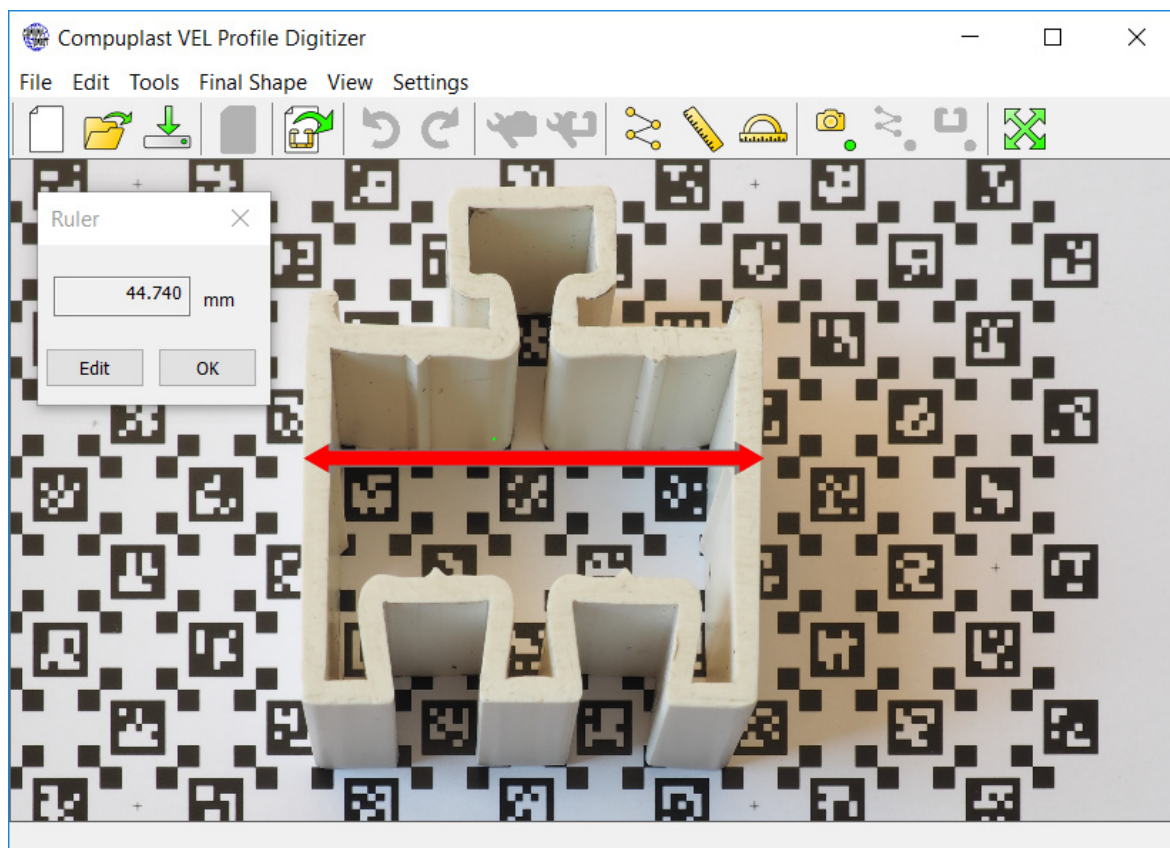 Compuplast VEL Profile Digitizer
File Edit Tools Final Shape View Settings
Ruler
44.740 mm
Edit OK